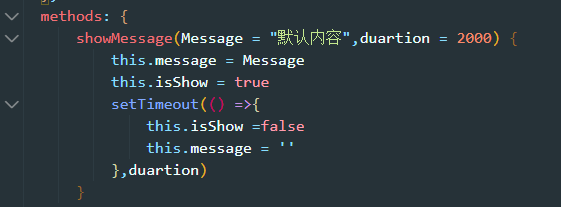 methods: {
showMessage(Message = "默认内容",duartion = 2000) {
this.message = Message
this.isShow = true
setTimeout(() =>{
this.isShow =false
this.message = ''
},duartion)
}